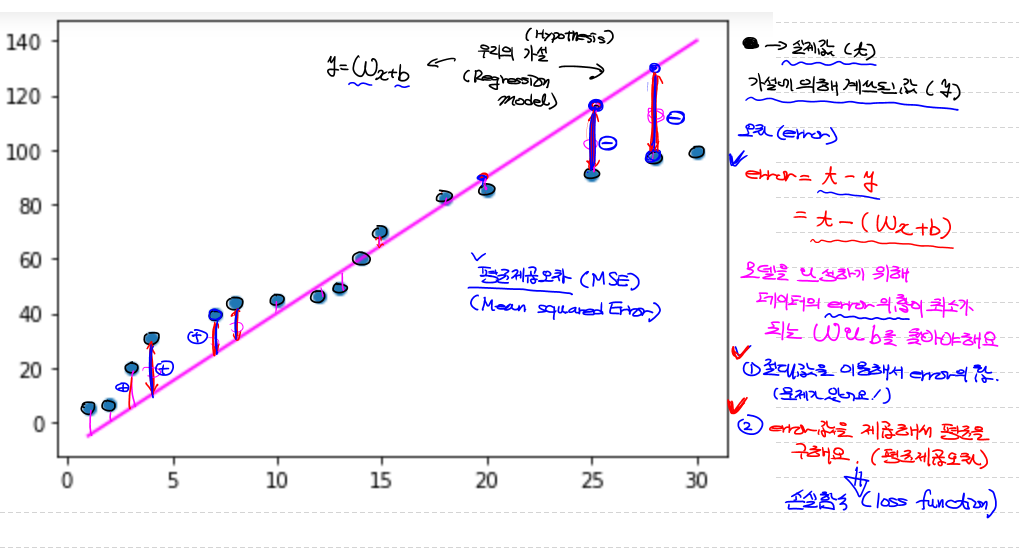 140
120
100
80
60
40
20
0
0 5 10 15 20 25 30
(Hypothesis)
우리의 가설
(Regression
model)
y=Wx+b
⊕
⊕
⊕
⊖
⊖
평균제곱오차 (MSE)
(Mean squared Error)
● → 실제값 (t)
가설에 의해 계산된 값 (y)
오차 (error)
error = t - y
= t - (Wx+b)
모델을 완성하기 위해
데이터의 error의 합이 최소가
되는 W와 b를 찾아야해요
① 절대값을 이용해서 error의 합.
(문제가 있어요!)
② error값을 제곱해서 평균을
구해요. (평균제곱오차)
손실함수 (loss function)